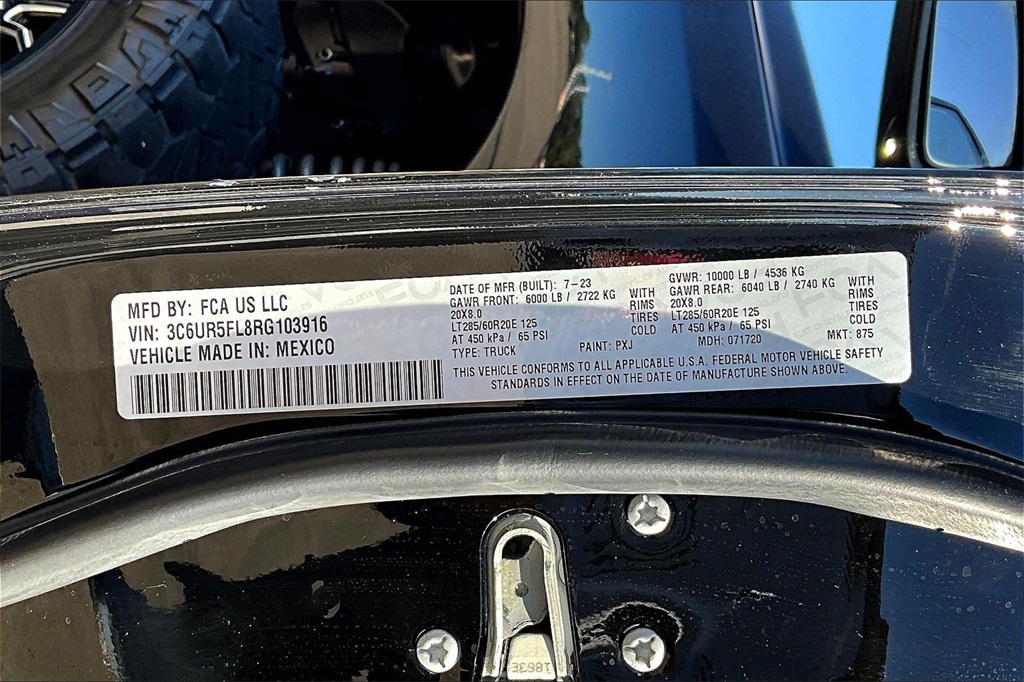 MFD BY: FCA US LLC
VIN: 3C6UR5FL8RG103916
VEHICLE MADE IN: MEXICO
DATE OF MFR (BUILT): 7-23
GAWR FRONT: 6000 LB / 2722 KG WITH
20X8.0 RIMS
LT285/60R20E 125 TIRES
AT 450 kPa / 65 PSI COLD
TYPE: TRUCK PAINT: PXJ
GVWR: 10000 LB / 4536 KG
GAWR REAR: 6040 LB / 2740 KG WITH
20X8.0 RIMS
LT285/60R20E 125 TIRES
AT 450 kPa / 65 PSI COLD
MDH: 071720 MKT: 875
THIS VEHICLE CONFORMS TO ALL APPLICABLE U.S.A. FEDERAL MOTOR VEHICLE SAFETY
STANDARDS IN EFFECT ON THE DATE OF MANUFACTURE SHOWN ABOVE.
1863E